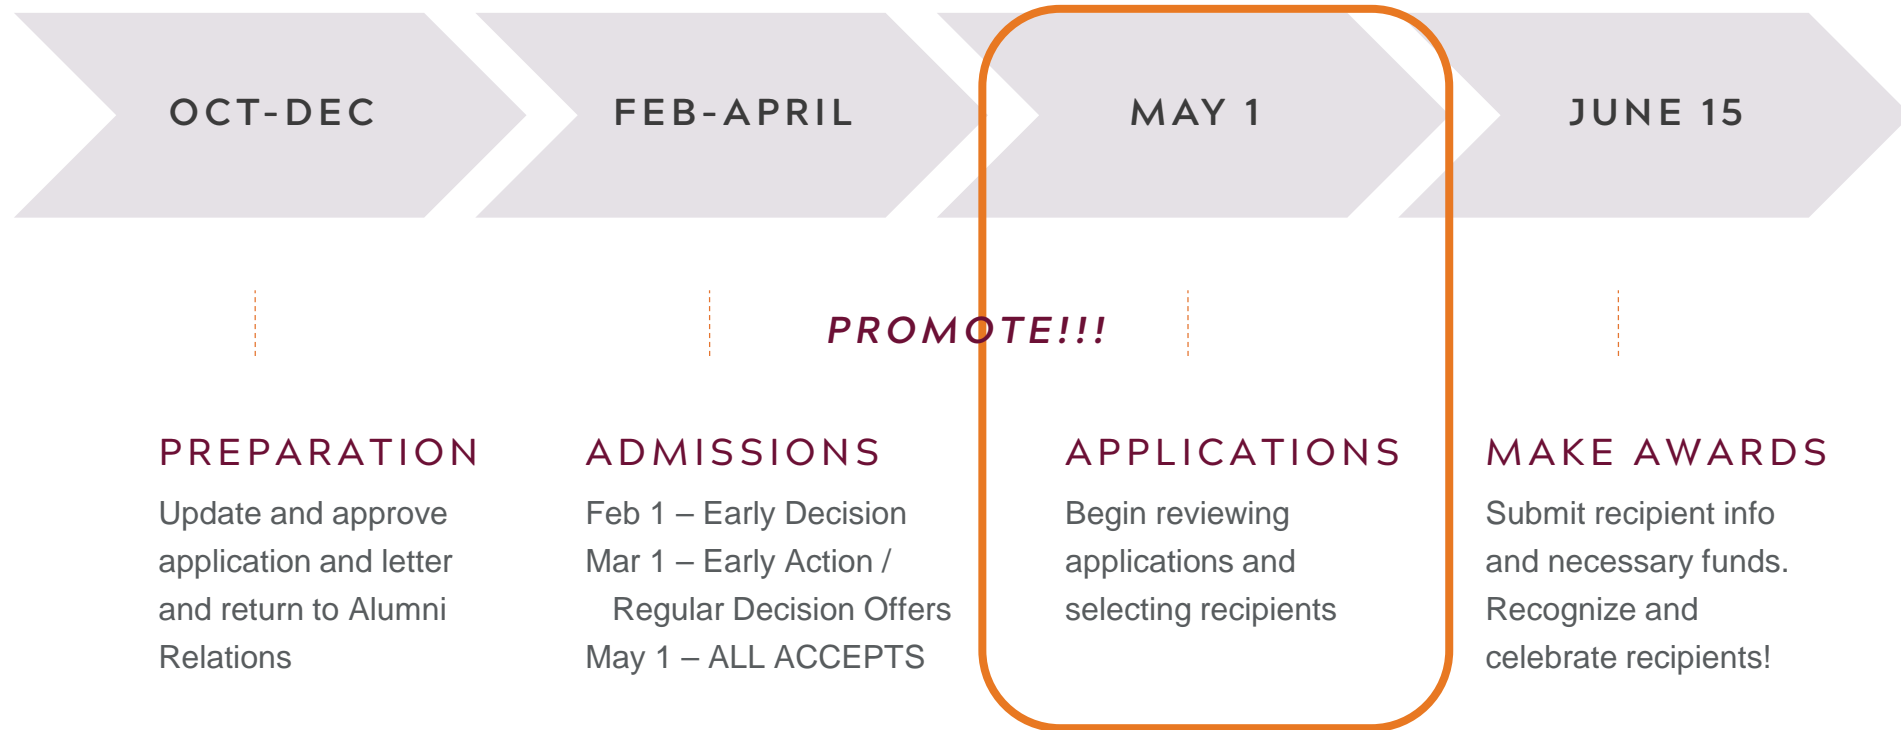 OCT-DEC
FEB-APRIL
MAY 1
JUNE 15
PROMOTE!!!
PREPARATION
Update and approve
application and letter
and return to Alumni
Relations
ADMISSIONS
Feb 1 – Early Decision
Mar 1 – Early Action /
Regular Decision Offers
May 1 – ALL ACCEPTS
APPLICATIONS
Begin reviewing
applications and
selecting recipients
MAKE AWARDS
Submit recipient info
and necessary funds.
Recognize and
celebrate recipients!